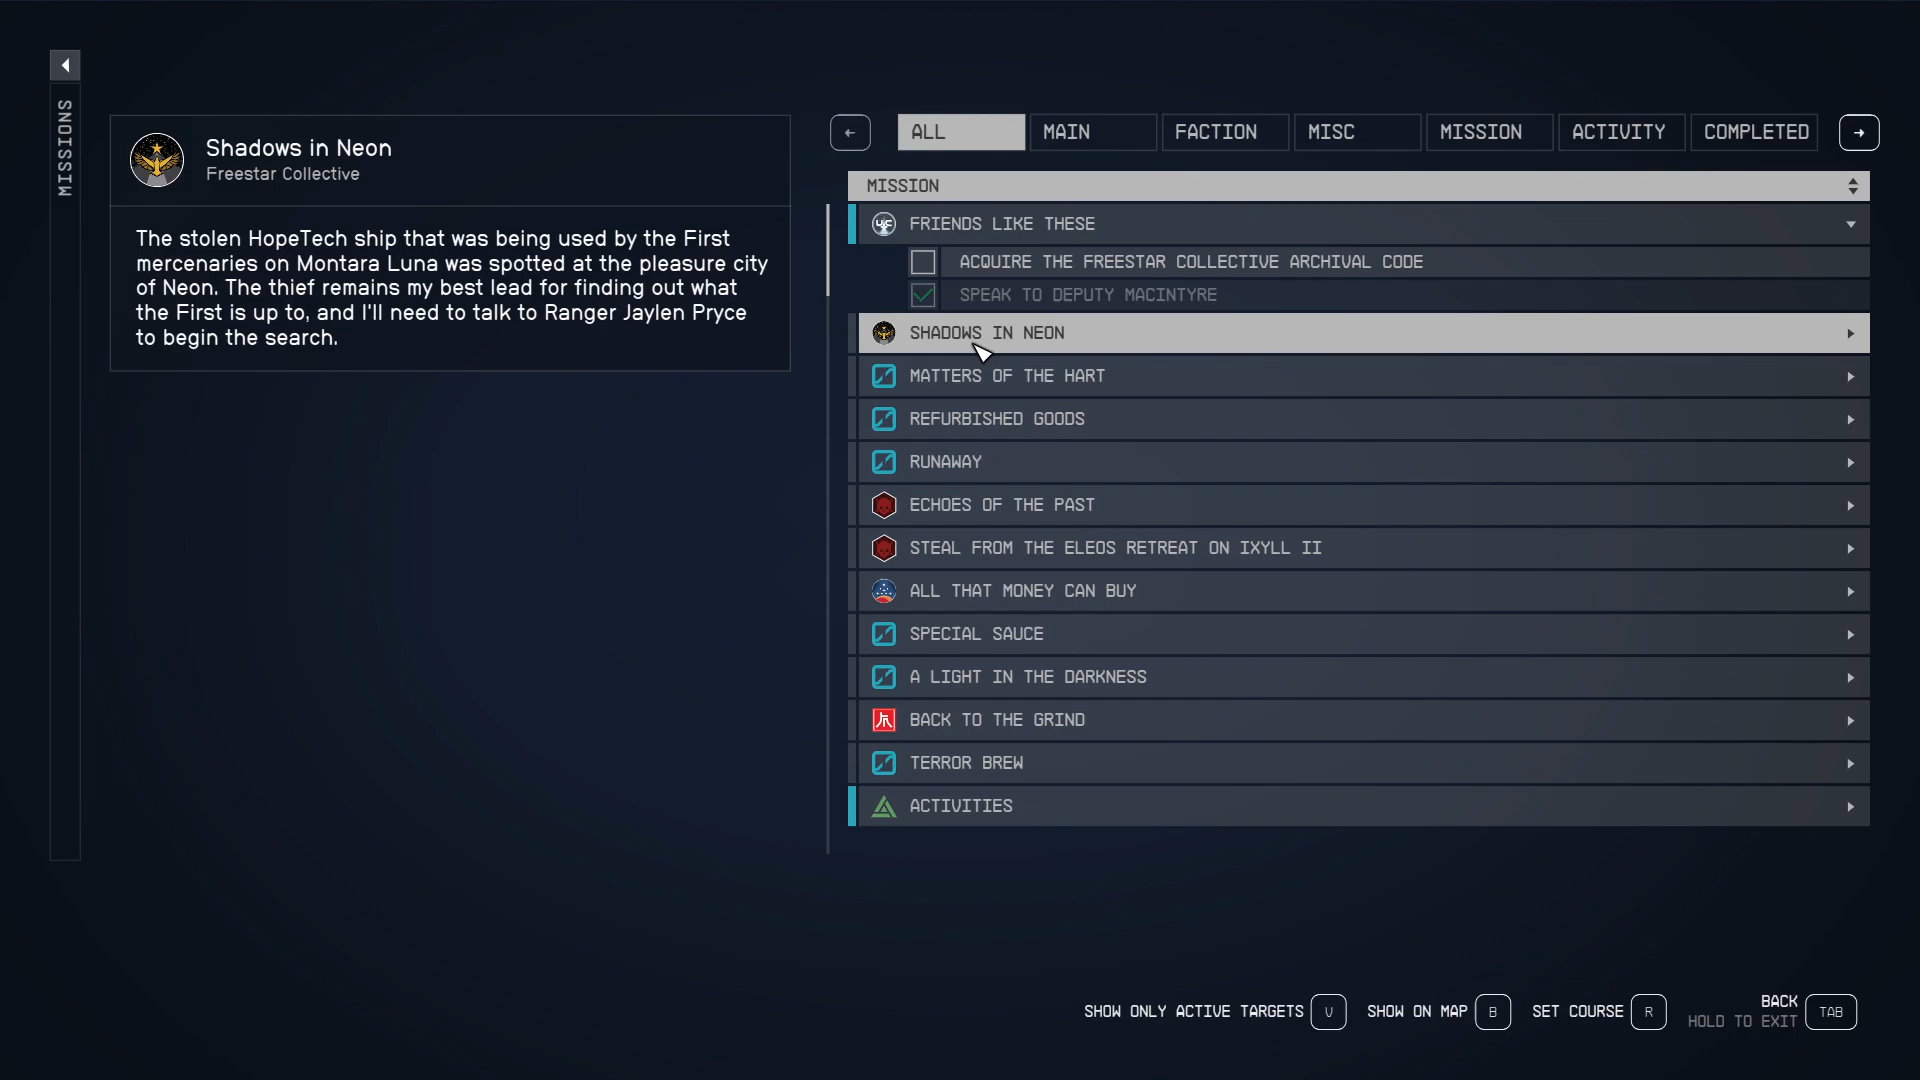 MISSIONS
Shadows in Neon
Freestar Collective
The stolen HopeTech ship that was being used by the First
mercenaries on Montara Luna was spotted at the pleasure city
of Neon. The thief remains my best lead for finding out what
the First is up to, and I'll need to talk to Ranger Jaylen Pryce
to begin the search.
ALL MAIN FACTION MISC MISSION ACTIVITY COMPLETED
MISSION
FRIENDS LIKE THESE
ACQUIRE THE FREESTAR COLLECTIVE ARCHIVAL CODE
SPEAK TO DEPUTY MACINTYRE
SHADOWS IN NEON
MATTERS OF THE HART
REFURBISHED GOODS
RUNAWAY
ECHOES OF THE PAST
STEAL FROM THE ELEOS RETREAT ON IXYLL II
ALL THAT MONEY CAN BUY
SPECIAL SAUCE
A LIGHT IN THE DARKNESS
BACK TO THE GRIND
TERROR BREW
ACTIVITIES
SHOW ONLY ACTIVE TARGETS V SHOW ON MAP B SET COURSE R BACK TAB
HOLD TO EXIT